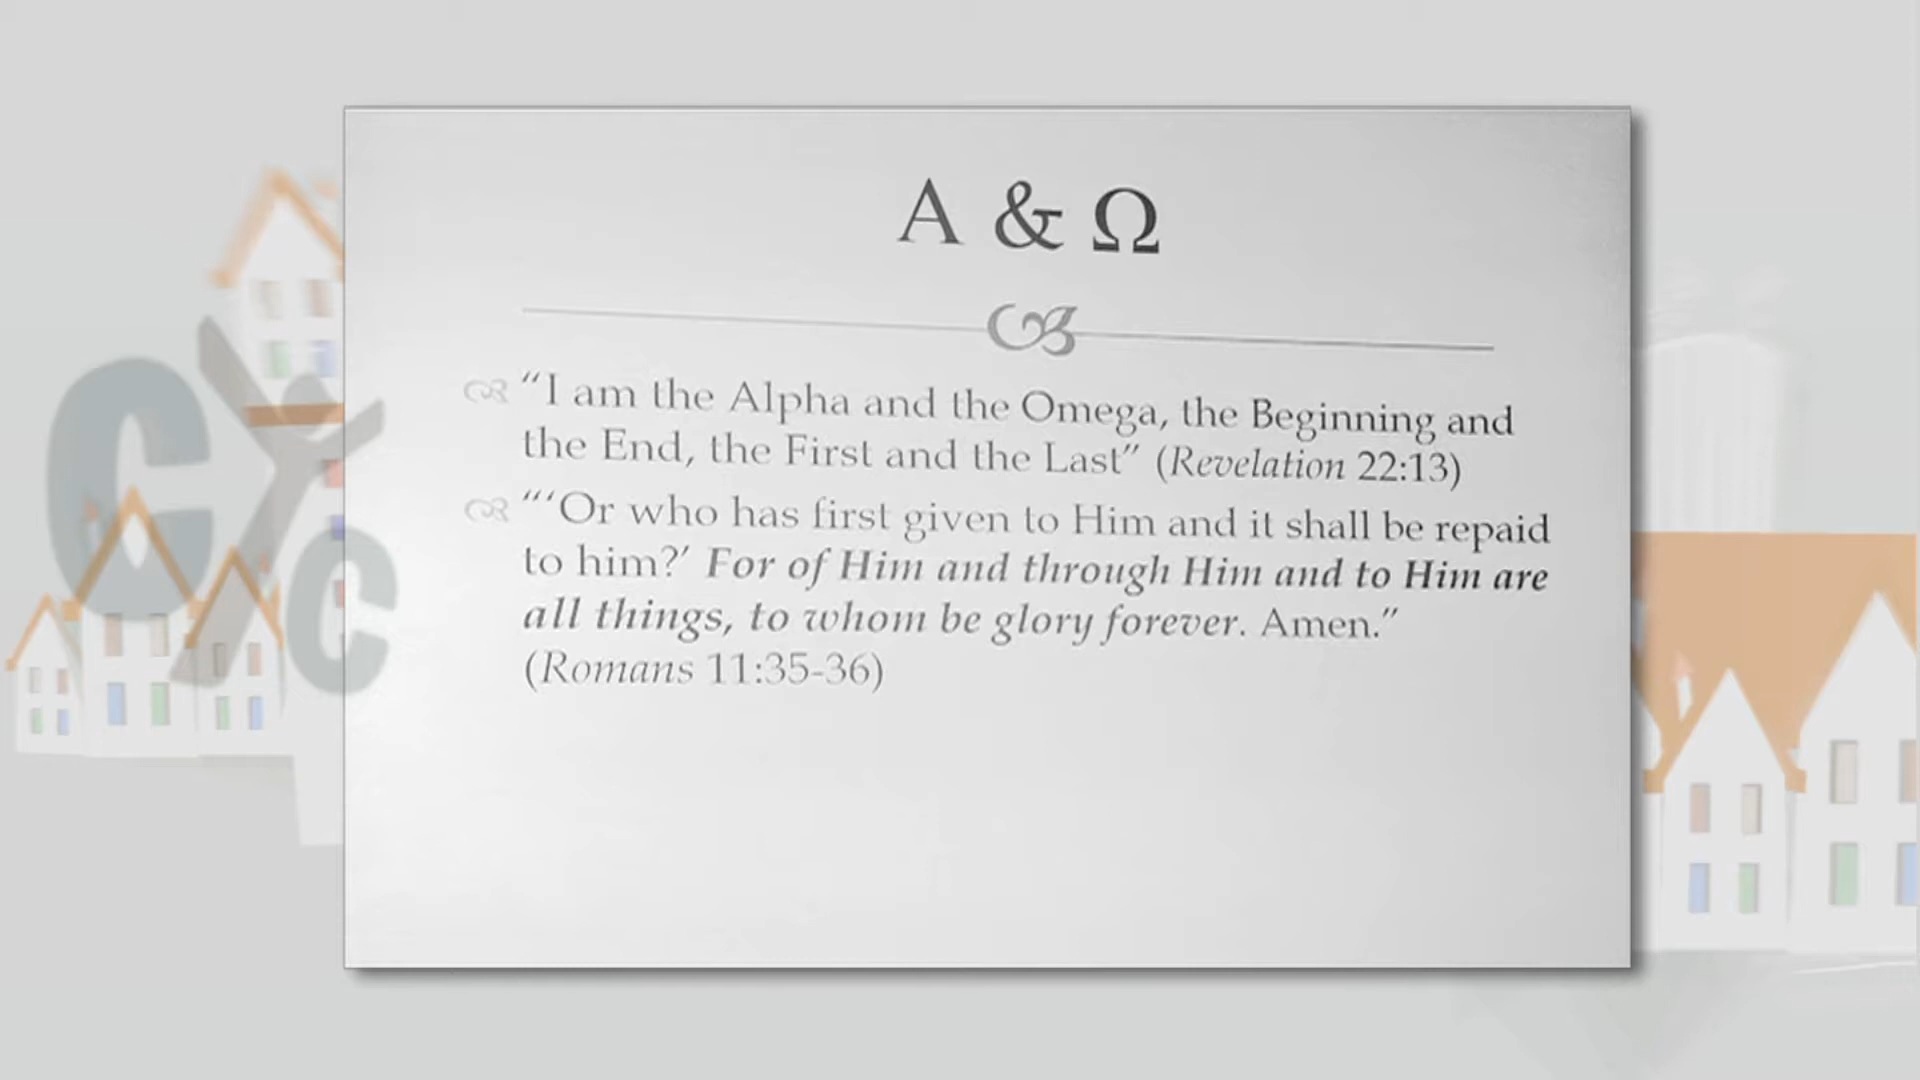 Α & Ω
“I am the Alpha and the Omega, the Beginning and
the End, the First and the Last” (Revelation 22:13)
“‘Or who has first given to Him and it shall be repaid
to him?’ For of Him and through Him and to Him are
all things, to whom be glory forever. Amen.”
(Romans 11:35-36)
CYC